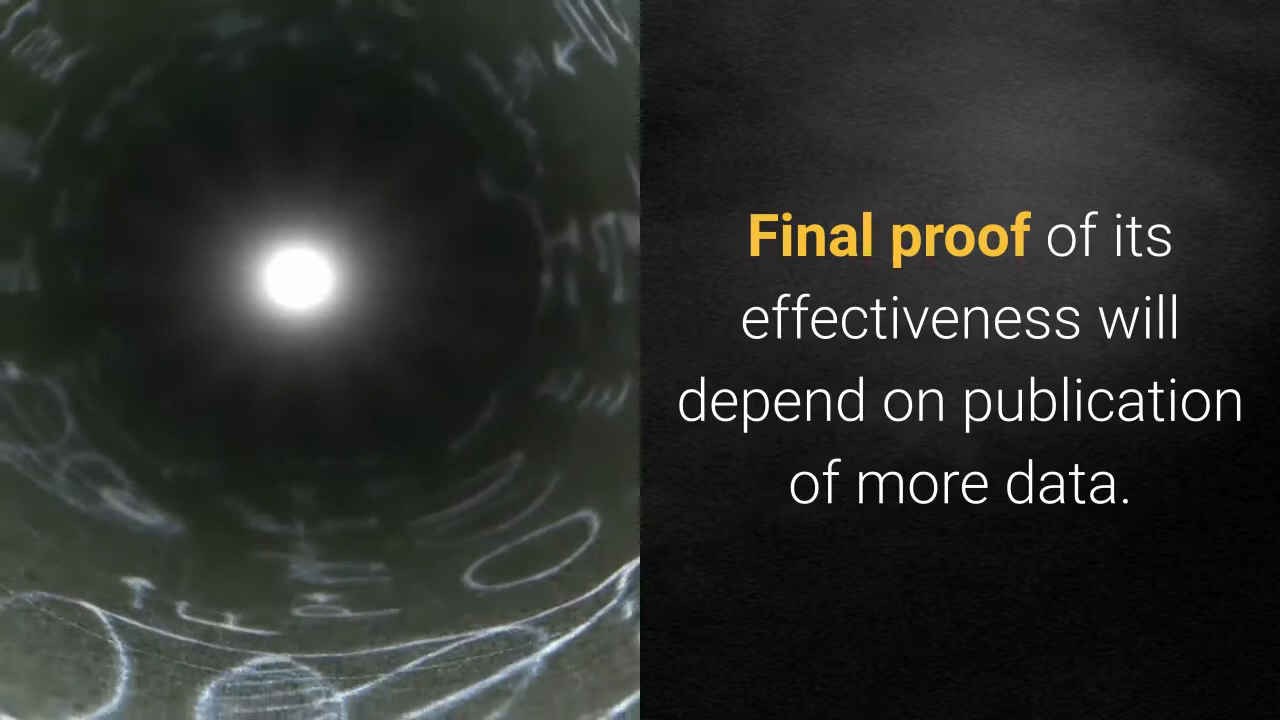 Final proof of its
effectiveness will
depend on publication
of more data.